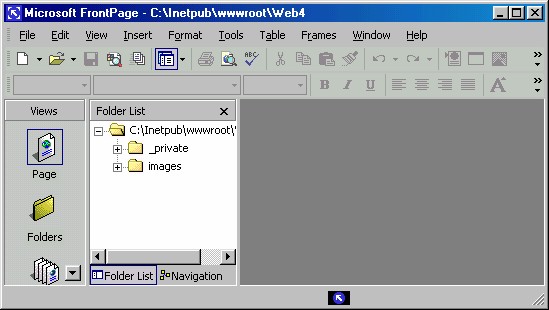 Microsoft FrontPage - C:\Inetpub\wwwroot\Web4
File Edit View Insert Format Tools Table Frames Window Help
ABC
B I U A
Views
Folder List
C:\Inetpub\wwwroot\
_private
images
Page
Folders
Folder List Navigation